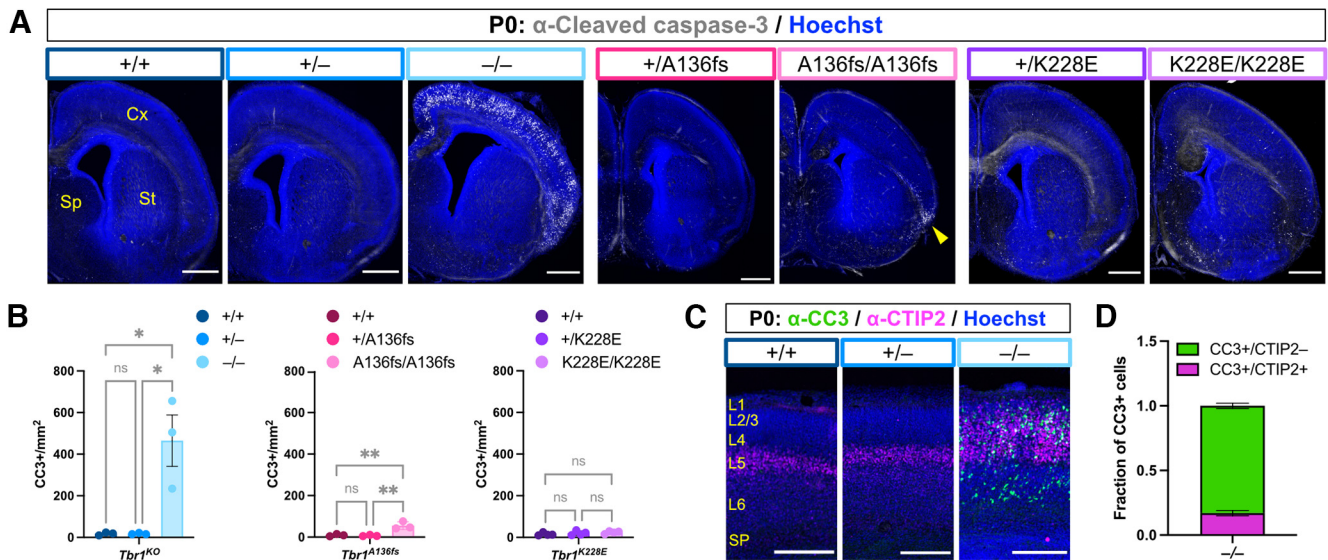 A
P0: α-Cleaved caspase-3 / Hoechst
+/+
+/–
–/–
+/A136fs
A136fs/A136fs
+/K228E
K228E/K228E
Cx
Sp
St
B
+/+
+/–
–/–
+/+
+/A136fs
A136fs/A136fs
+/+
+/K228E
K228E/K228E
CC3+/mm²
800
600
400
200
0
*
ns
*
Tbr1ᴷᴼ
CC3+/mm²
800
600
400
200
0
**
ns
**
Tbr1ᴬ¹³⁶ᶠˢ
CC3+/mm²
800
600
400
200
0
ns
ns
ns
Tbr1ᴷ²²⁸ᴱ
C
P0: α-CC3 / α-CTIP2 / Hoechst
+/+
+/–
–/–
L1
L2/3
L4
L5
L6
SP
D
CC3+/CTIP2–
CC3+/CTIP2+
Fraction of CC3+ cells
1.5
1.0
0.5
0.0
–/–